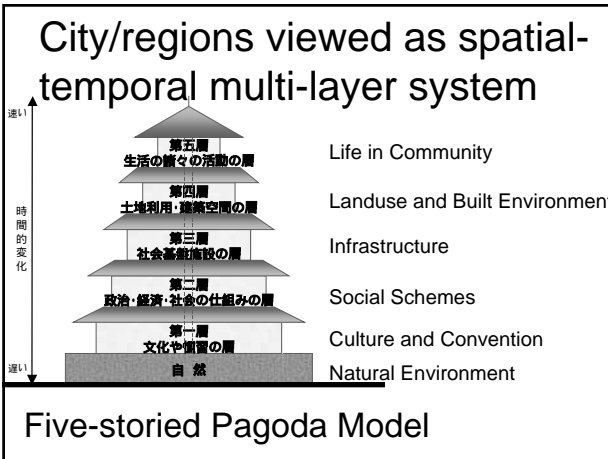 City/regions viewed as spatial-
temporal multi-layer system
速い
時間的変化
遅い
第五層
生活の諸々の活動の層
Life in Community
第四層
土地利用・建築空間の層
Landuse and Built Environment
第三層
社会基盤施設の層
Infrastructure
第二層
政治・経済・社会の仕組みの層
Social Schemes
第一層
文化や慣習の層
Culture and Convention
自 然
Natural Environment
Five-storied Pagoda Model